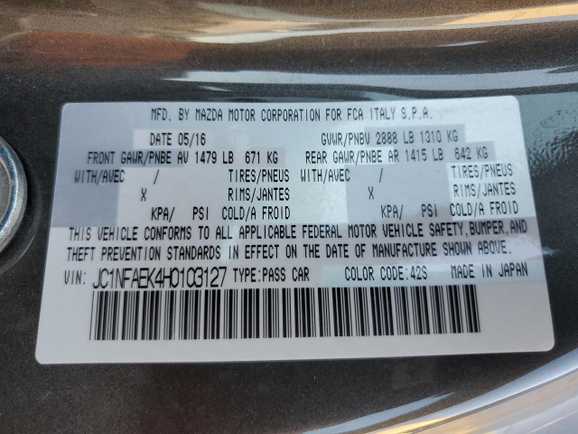 MFD. BY MAZDA MOTOR CORPORATION FOR FCA ITALY S.P.A.
DATE 05/16 GVWR/PNBV 2888 LB 1310 KG
FRONT GAWR/PNBE AV 1479 LB 671 KG REAR GAWR/PNBE AR 1415 LB 642 KG
WITH/AVEC / TIRES/PNEUS WITH/AVEC / TIRES/PNEUS
X RIMS/JANTES X RIMS/JANTES
KPA/ PSI COLD/A FROID KPA/ PSI COLD/A FROID
THIS VEHICLE CONFORMS TO ALL APPLICABLE FEDERAL MOTOR VEHICLE SAFETY, BUMPER, AND
THEFT PREVENTION STANDARDS IN EFFECT ON THE DATE OF MANUFACTURE SHOWN ABOVE.
VIN: JC1NFAEK4H0103127 TYPE: PASS CAR COLOR CODE: 42S MADE IN JAPAN